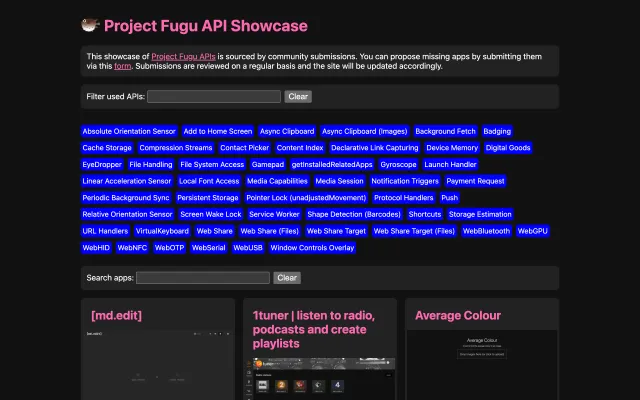 Project Fugu API Showcase
This showcase of Project Fugu APIs is sourced by community submissions. You can propose missing apps by submitting them
via this form. Submissions are reviewed on a regular basis and the site will be updated accordingly.
Filter used APIs: Clear
Absolute Orientation Sensor Add to Home Screen Async Clipboard Async Clipboard (Images) Background Fetch Badging
Cache Storage Compression Streams Contact Picker Content Index Declarative Link Capturing Device Memory Digital Goods
EyeDropper File Handling File System Access Gamepad getInstalledRelatedApps Gyroscope Launch Handler
Linear Acceleration Sensor Local Font Access Media Capabilities Media Session Notification Triggers Payment Request
Periodic Background Sync Persistent Storage Pointer Lock (unadjustedMovement) Protocol Handlers Push
Relative Orientation Sensor Screen Wake Lock Service Worker Shape Detection (Barcodes) Shortcuts Storage Estimation
URL Handlers VirtualKeyboard Web Share Web Share (Files) Web Share Target Web Share Target (Files) WebBluetooth WebGPU
WebHID WebNFC WebOTP WebSerial WebUSB Window Controls Overlay
Search apps: Clear
[md.edit]
1tuner | listen to radio,
podcasts and create
playlists
Average Colour
Average Colour